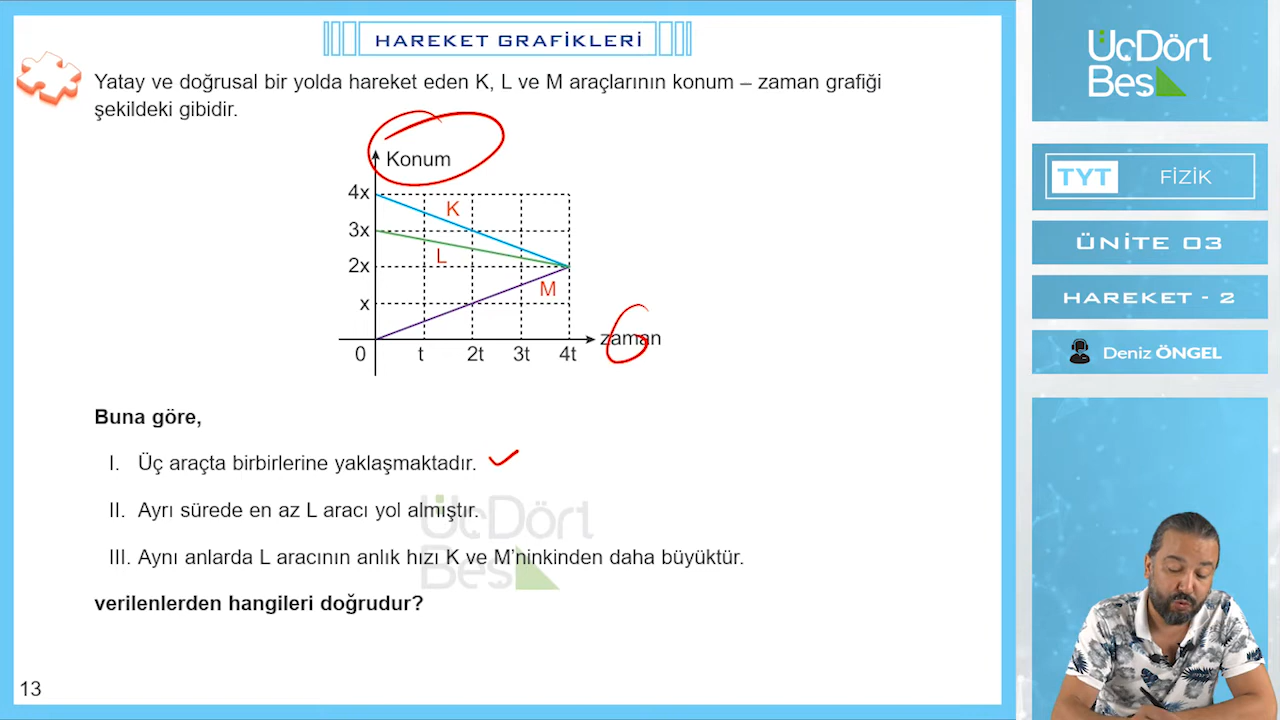 HAREKET GRAFİKLERİ
Yatay ve doğrusal bir yolda hareket eden K, L ve M araçlarının konum – zaman grafiği
şekildeki gibidir.
Konum
4x
3x
2x
x
K
L
M
zaman
0 t 2t 3t 4t
Buna göre,
I. Üç araçta birbirlerine yaklaşmaktadır.
II. Ayrı sürede en az L aracı yol almıştır.
III. Aynı anlarda L aracının anlık hızı K ve M’ninkinden daha büyüktür.
verilenlerden hangileri doğrudur?
ÜçDört
Beş
13
ÜçDört
Beş
TYT FİZİK
ÜNİTE 03
HAREKET - 2
Deniz ÖNGEL